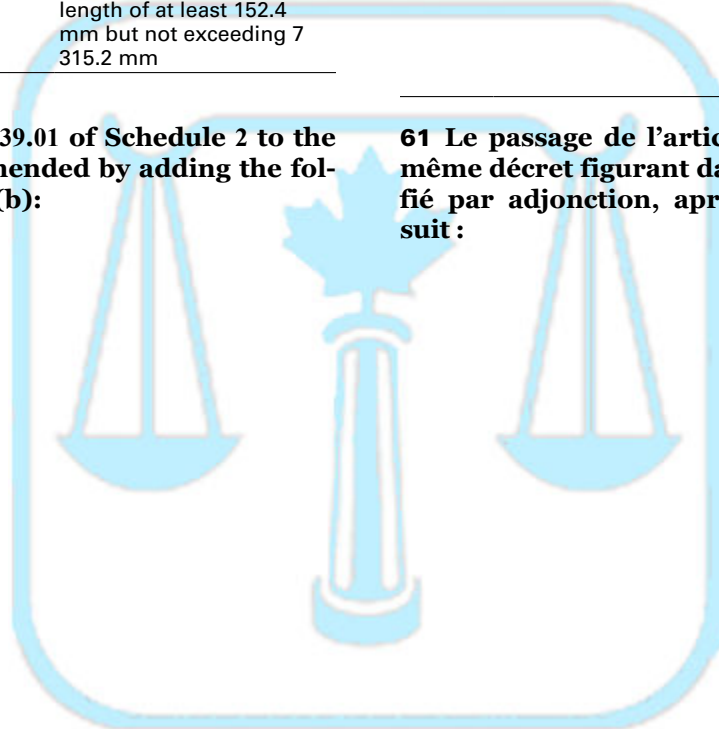 length of at least 152.4
mm but not exceeding 7
315.2 mm
39.01 of Schedule 2 to the
nended by adding the fol-
(b):
61 Le passage de l’artic
même décret figurant da
fié par adjonction, apr
suit :